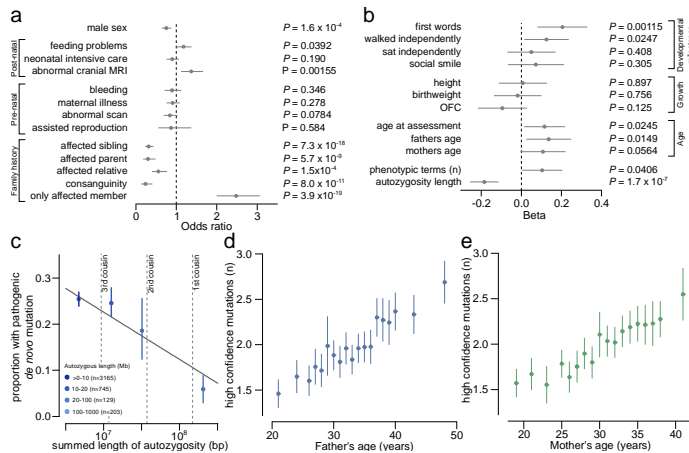 a
male sex
P = 1.6 x 10-4
Post-natal
feeding problems
P = 0.0392
neonatal intensive care
P = 0.190
abnormal cranial MRI
P = 0.00155
Pre-natal
bleeding
P = 0.346
maternal illness
P = 0.278
abnormal scan
P = 0.0784
assisted reproduction
P = 0.584
Family history
affected sibling
P = 7.3 x 10-18
affected parent
P = 5.7 x 10-9
affected relative
P = 1.5x10-4
consanguinity
P = 8.0 x 10-11
only affected member
P = 3.9 x10-19
0 1 2 3
Odds ratio
b
first words
P = 0.00115
walked independently
P = 0.0247
sat independently
P = 0.408
social smile
P = 0.305
height
P = 0.897
Growth
birthweight
P = 0.756
OFC
P = 0.125
age at assessment
P = 0.0245
Age
fathers age
P = 0.0149
mothers age
P = 0.0564
phenotypic terms (n)
P = 0.0406
autozygosity length
P = 1.7 x 10-7
-0.2 0.0 0.2 0.4
Beta
c
proportion with pathogenic
de novo mutation
0.3
0.2
0.1
0.0
3rd cousin
2nd cousin
1st cousin
Autozygous length (Mb)
>0-10 (n=3165)
10-20 (n=745)
20-100 (n=129)
100-1000 (n=203)
107 108
summed length of autozygosity (bp)
d
high confidence mutations (n)
3.0
2.5
2.0
1.5
1.0
20 30 40 50
Father's age (years)
e
high confidence mutations (n)
3.0
2.5
2.0
1.5
1.0
20 25 30 35 40
Mother's age (years)